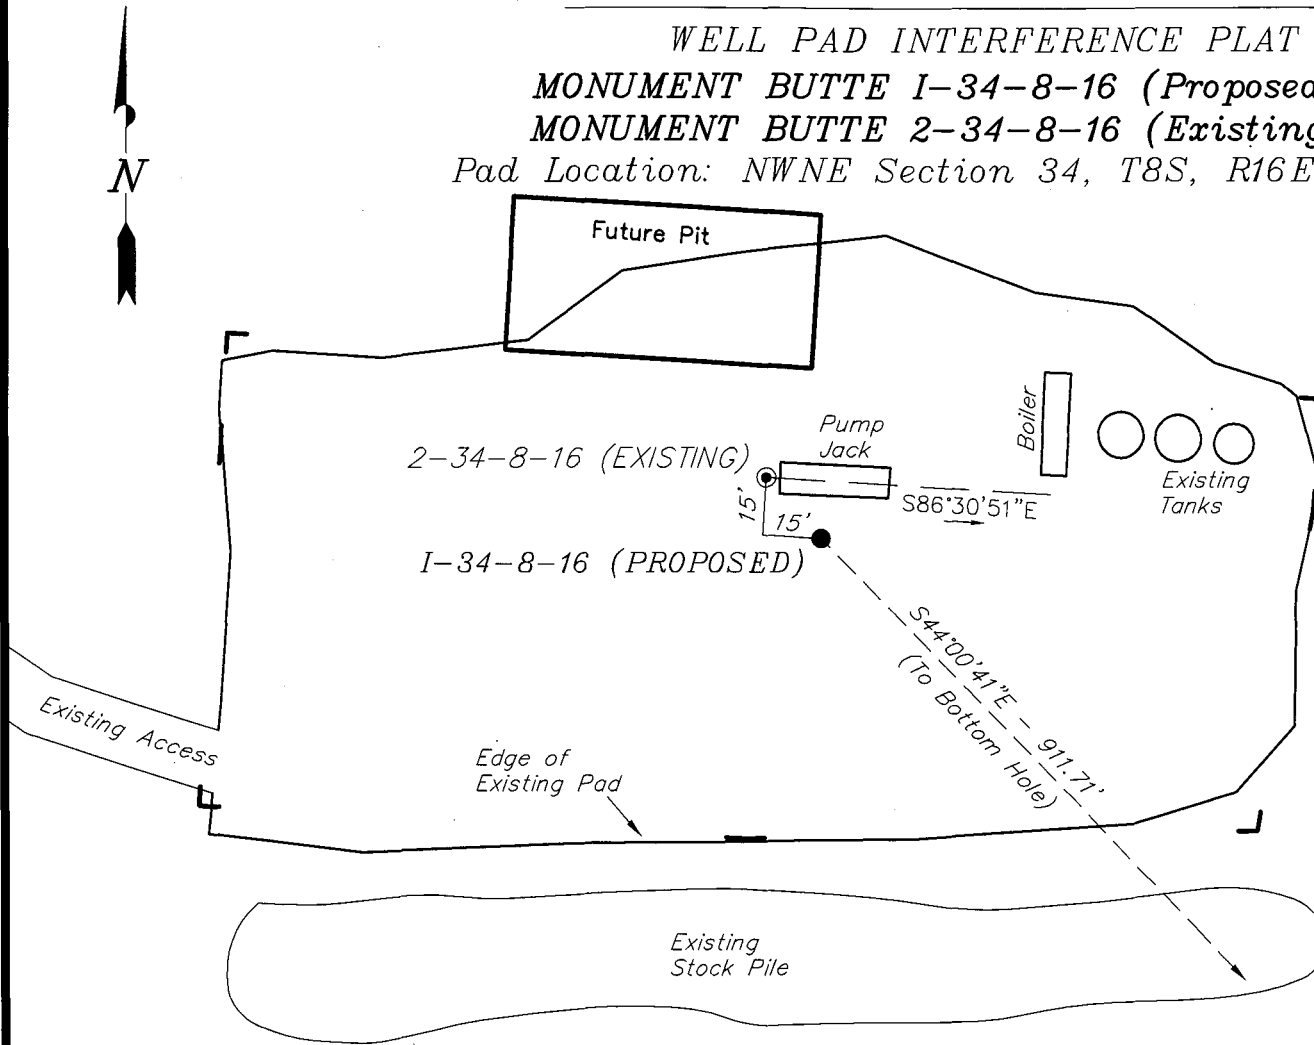 WELL PAD INTERFERENCE PLAT
MONUMENT BUTTE I-34-8-16 (Proposed
MONUMENT BUTTE 2-34-8-16 (Existing
Pad Location: NWNE Section 34, T8S, R16E
N
Future Pit
2-34-8-16 (EXISTING)
Pump
Jack
Boiler
Existing
Tanks
S86°30'51"E
15'
15'
I-34-8-16 (PROPOSED)
S44°00'41"E - 911.71'
(To Bottom Hole)
Existing Access
Edge of
Existing Pad
Existing
Stock Pile